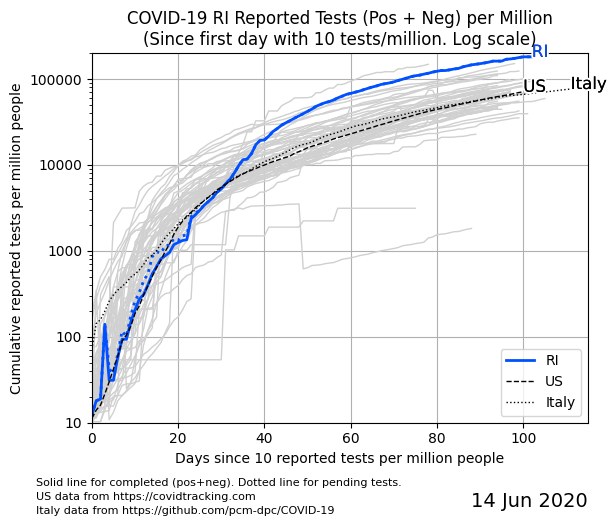 COVID-19 RI Reported Tests (Pos + Neg) per Million
(Since first day with 10 tests/million. Log scale)
RI
Italy
US
100000
10000
1000
100
10
Cumulative reported tests per million people
0 20 40 60 80 100
Days since 10 reported tests per million people
RI
US
Italy
Solid line for completed (pos+neg). Dotted line for pending tests.
US data from https://covidtracking.com
Italy data from https://github.com/pcm-dpc/COVID-19
14 Jun 2020